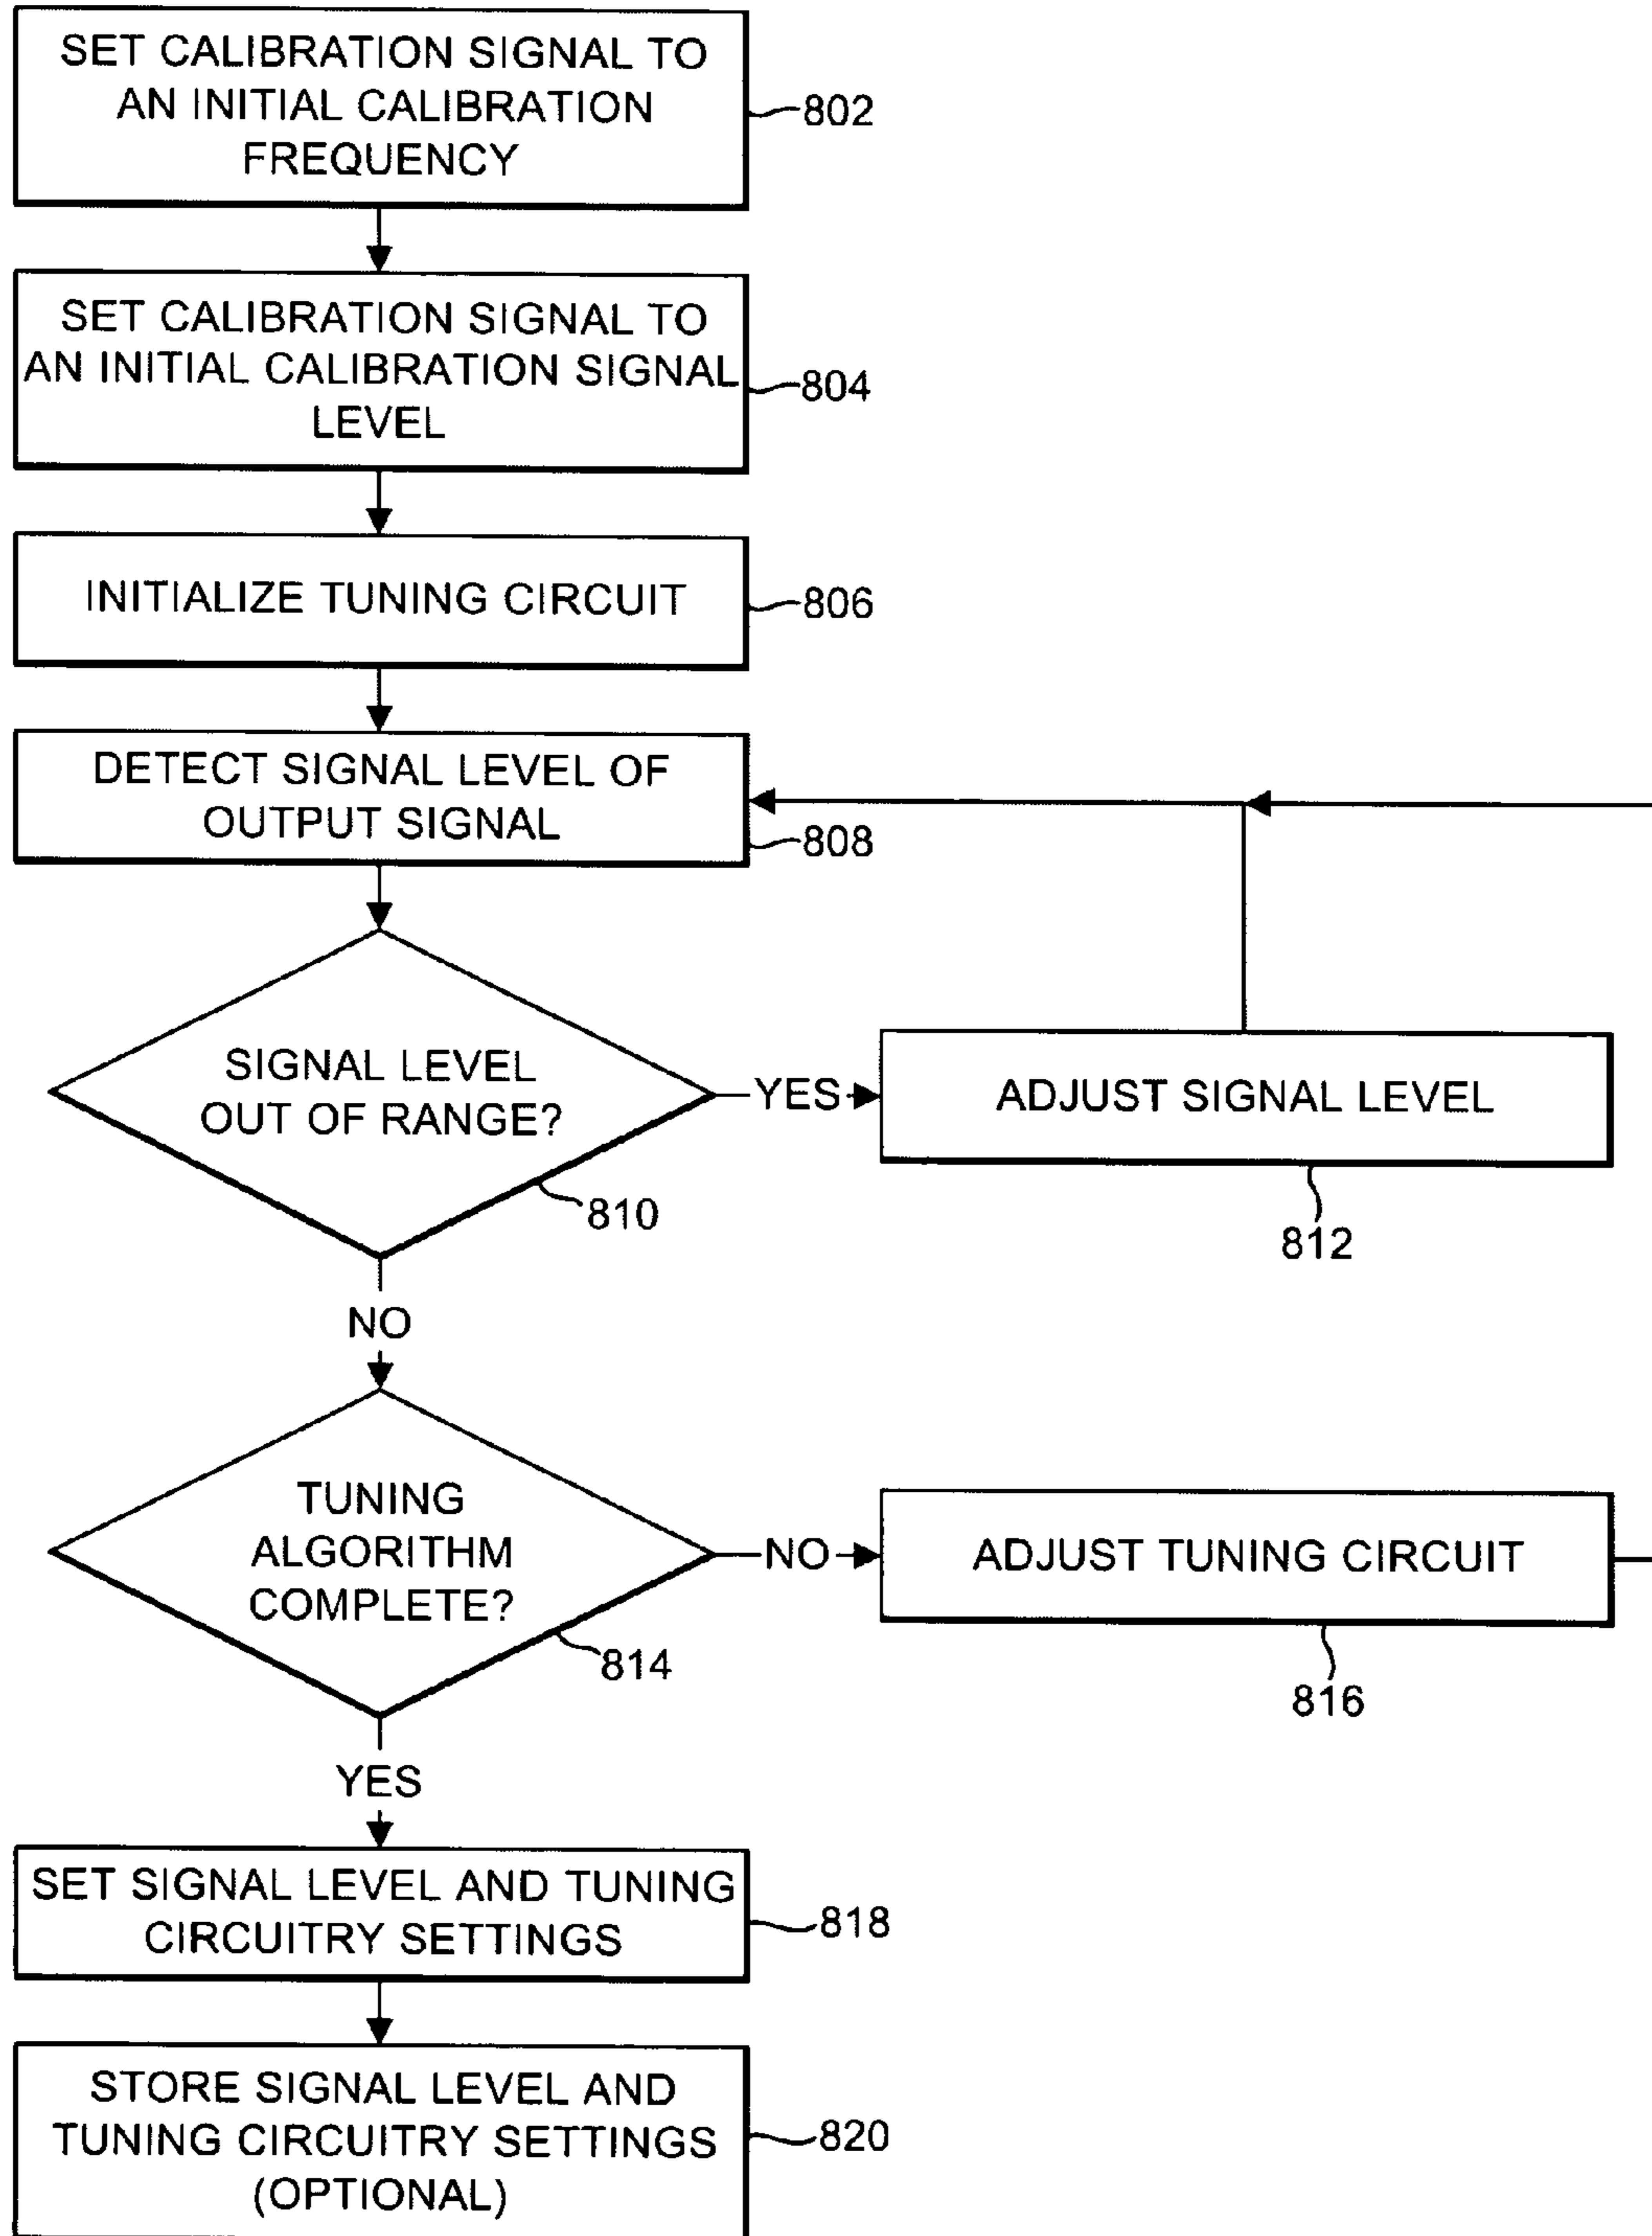 SET CALIBRATION SIGNAL TO
AN INITIAL CALIBRATION
FREQUENCY
802
SET CALIBRATION SIGNAL TO
AN INITIAL CALIBRATION SIGNAL
LEVEL
804
INITIALIZE TUNING CIRCUIT
806
DETECT SIGNAL LEVEL OF
OUTPUT SIGNAL
808
SIGNAL LEVEL
OUT OF RANGE?
810
YES
ADJUST SIGNAL LEVEL
812
NO
TUNING
ALGORITHM
COMPLETE?
814
NO
ADJUST TUNING CIRCUIT
816
YES
SET SIGNAL LEVEL AND TUNING
CIRCUITRY SETTINGS
818
STORE SIGNAL LEVEL AND
TUNING CIRCUITRY SETTINGS
(OPTIONAL)
820